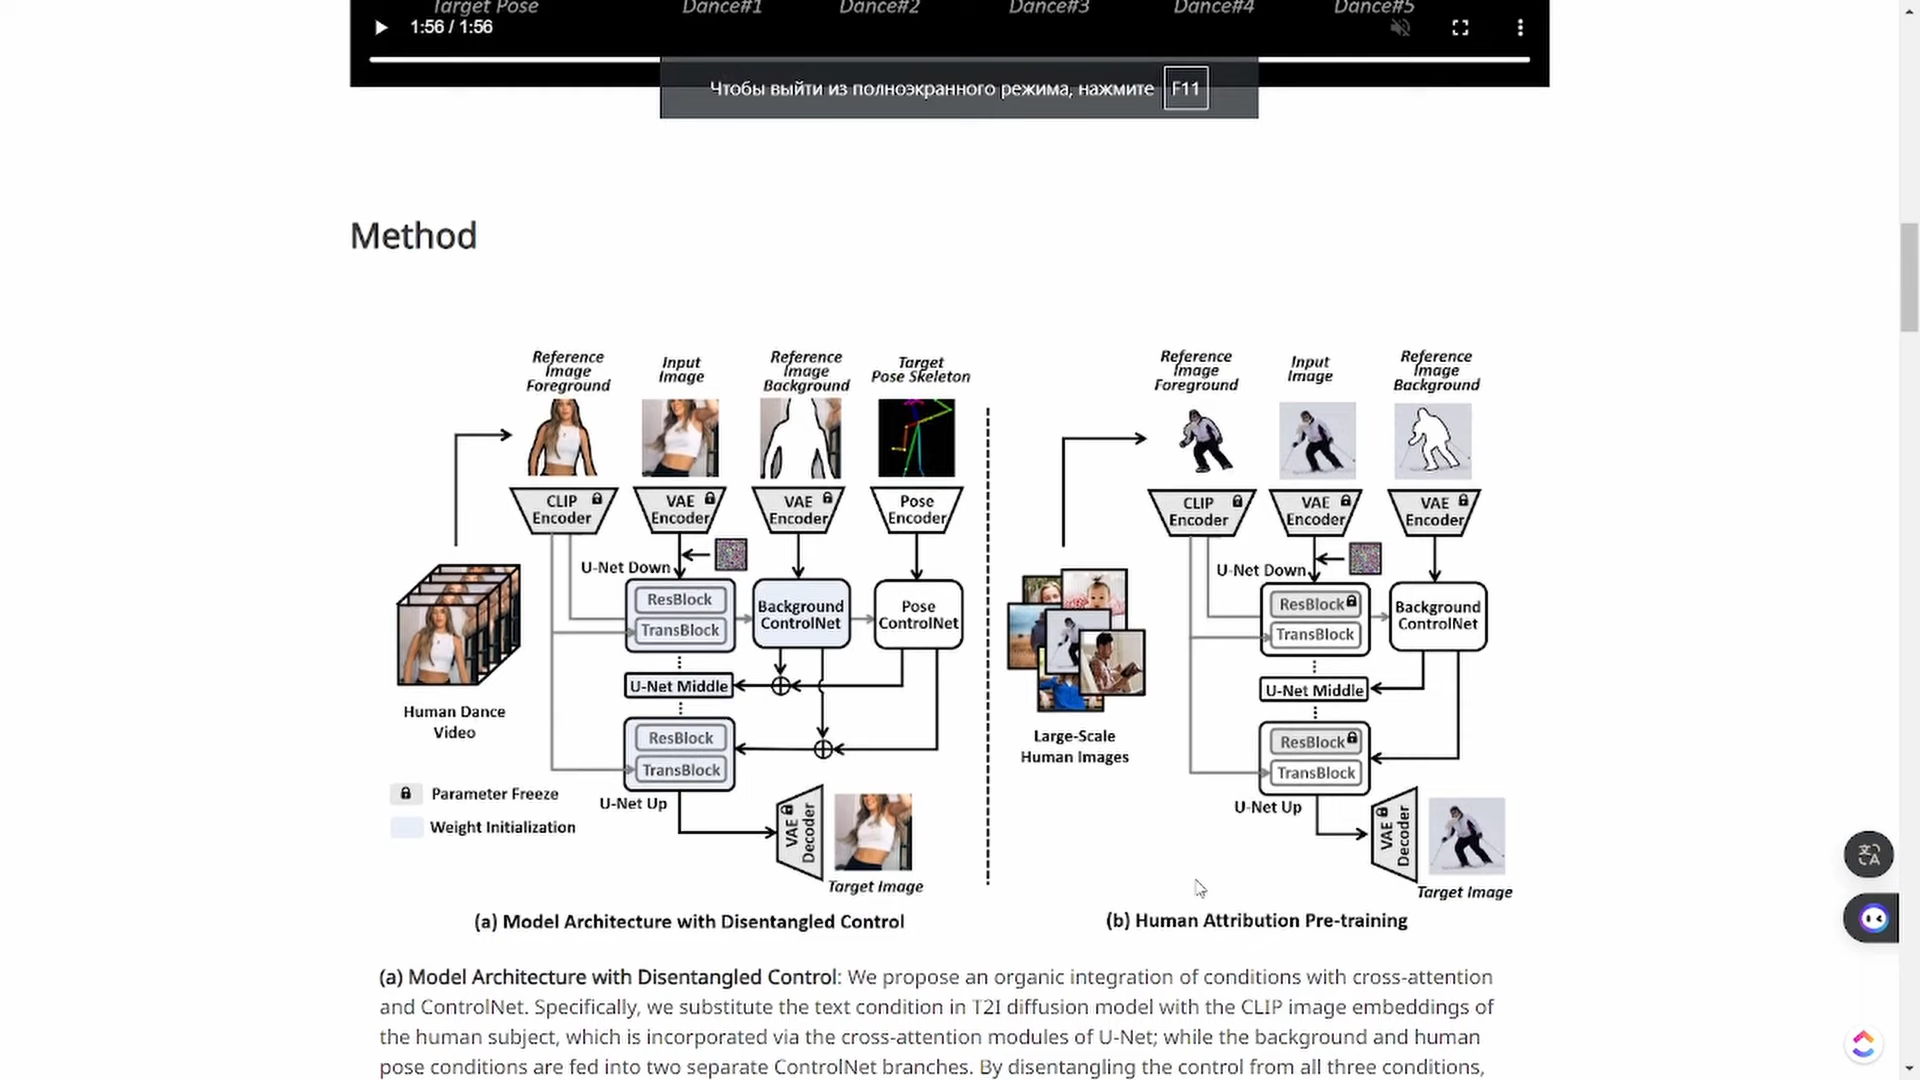 Target Pose Dance#1 Dance#2 Dance#3 Dance#4 Dance#5
1:56 / 1:56
Чтобы выйти из полноэкранного режима, нажмите F11
Method
Reference
Image
Foreground
Input
Image
Reference
Image
Background
Target
Pose Skeleton
CLIP
Encoder
VAE
Encoder
VAE
Encoder
Pose
Encoder
U-Net Down
ResBlock
TransBlock
Background
ControlNet
Pose
ControlNet
U-Net Middle
ResBlock
TransBlock
U-Net Up
Human Dance
Video
Parameter Freeze
Weight Initialization
VAE
Decoder
Target Image
(a) Model Architecture with Disentangled Control
Reference
Image
Foreground
Input
Image
Reference
Image
Background
CLIP
Encoder
VAE
Encoder
VAE
Encoder
U-Net Down
ResBlock
TransBlock
Background
ControlNet
U-Net Middle
ResBlock
TransBlock
U-Net Up
Large-Scale
Human Images
VAE
Decoder
Target Image
(b) Human Attribution Pre-training
(a) Model Architecture with Disentangled Control: We propose an organic integration of conditions with cross-attention
and ControlNet. Specifically, we substitute the text condition in T2I diffusion model with the CLIP image embeddings of
the human subject, which is incorporated via the cross-attention modules of U-Net; while the background and human
pose conditions are fed into two separate ControlNet branches. By disentangling the control from all three conditions,